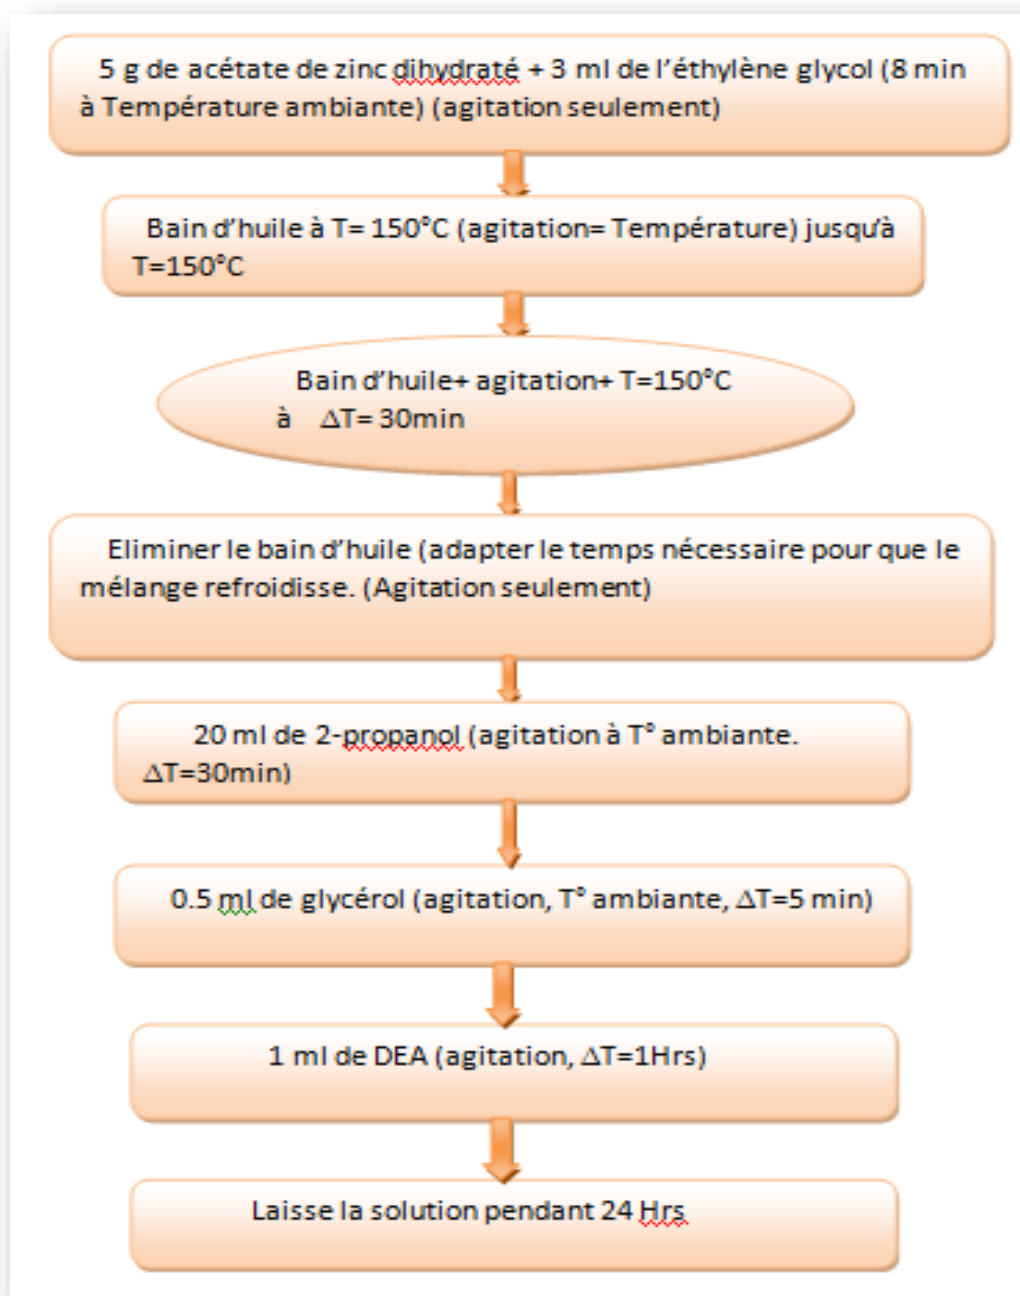 5 g de acétate de zinc dihydraté + 3 ml de l'éthylène glycol (8 min
à Température ambiante) (agitation seulement)
Bain d'huile à T= 150°C (agitation= Température) jusqu'à
T=150°C
Bain d'huile+ agitation+ T=150°C
à ΔT= 30min
Eliminer le bain d'huile (adapter le temps nécessaire pour que le
mélange refroidisse. (Agitation seulement)
20 ml de 2-propanol (agitation à T° ambiante.
ΔT=30min)
0.5 ml de glycérol (agitation, T° ambiante, ΔT=5 min)
1 ml de DEA (agitation, ΔT=1Hrs)
Laisse la solution pendant 24 Hrs